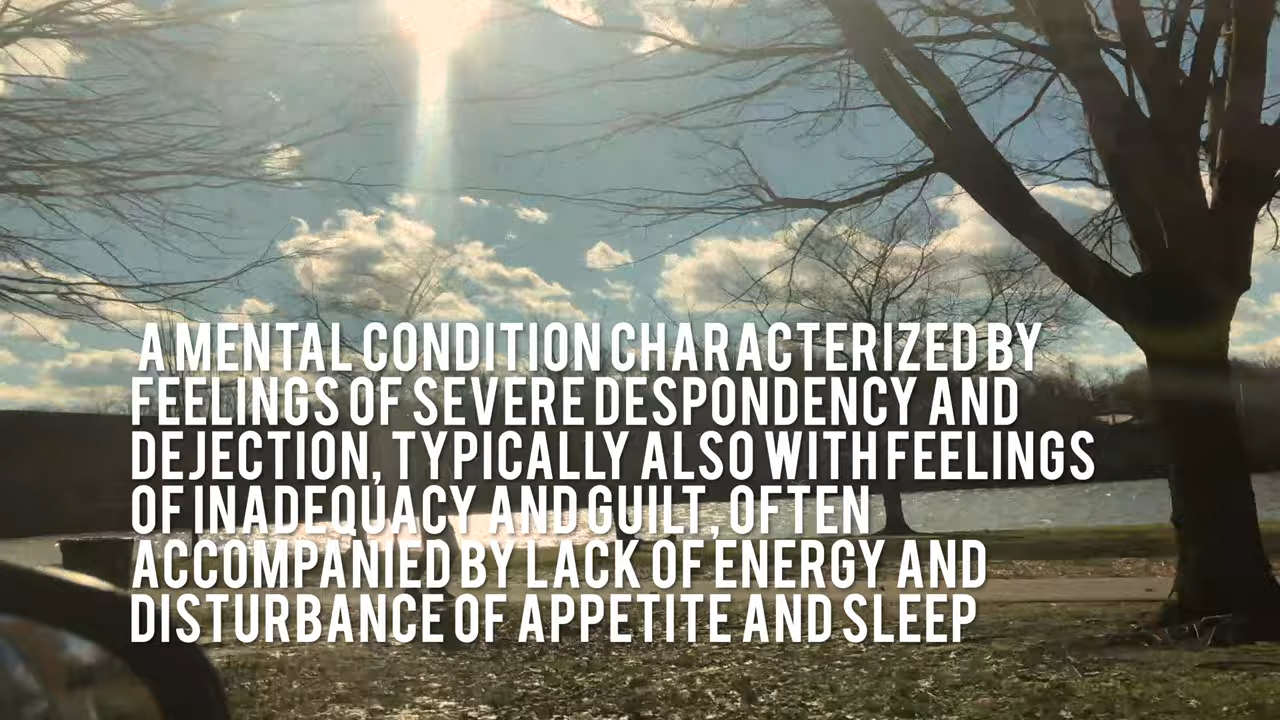 A MENTAL CONDITION CHARACTERIZED BY
FEELINGS OF SEVERE DESPONDENCY AND
DEJECTION, TYPICALLY ALSO WITH FEELINGS
OF INADEQUACY AND GUILT, OFTEN
ACCOMPANIED BY LACK OF ENERGY AND
DISTURBANCE OF APPETITE AND SLEEP